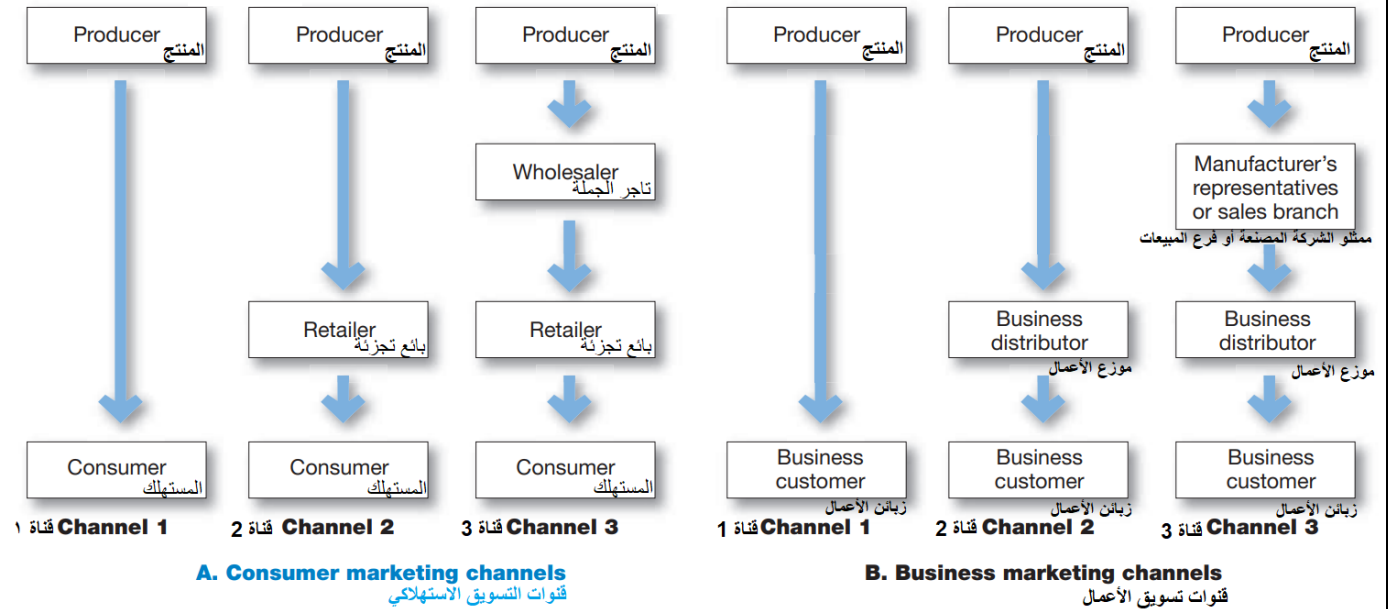 Producer
المنتج
Producer
المنتج
Producer
المنتج
Wholesaler
تاجر الجملة
Retailer
بائع تجزئة
Retailer
بائع تجزئة
Consumer
المستهلك
Consumer
المستهلك
Consumer
المستهلك
قناة ١ Channel 1
قناة 2 Channel 2
قناة 3 Channel 3
A. Consumer marketing channels
قنوات التسويق الاستهلاكي
Producer
المنتج
Producer
المنتج
Producer
المنتج
Manufacturer's
representatives
or sales branch
ممثلو الشركة المصنعة أو فرع المبيعات
Business
distributor
موزع الأعمال
Business
distributor
موزع الأعمال
Business
customer
زبائن الأعمال
Business
customer
زبائن الأعمال
Business
customer
زبائن الأعمال
قناة 1 Channel 1
قناة 2 Channel 2
قناة 3 Channel 3
B. Business marketing channels
قنوات تسويق الأعمال